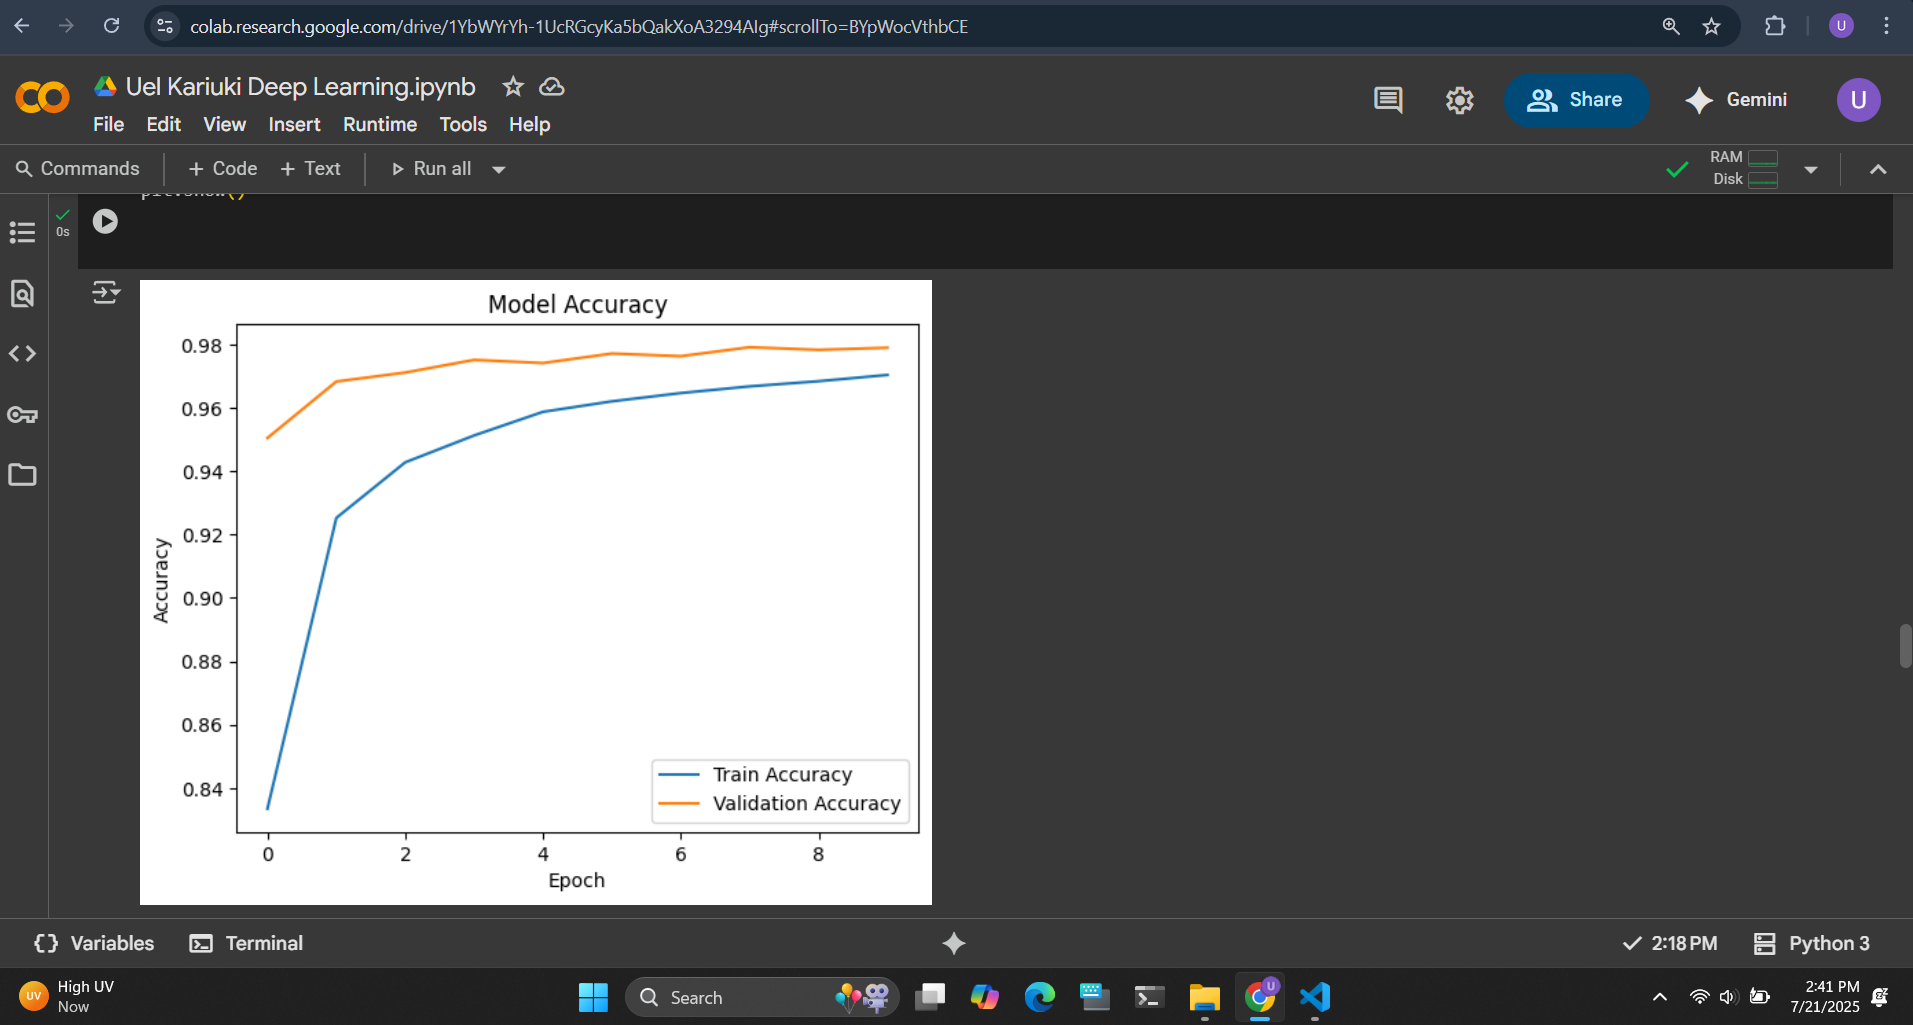 colab.research.google.com/drive/1YbWYrYh-1UcRGcyKa5bQakXoA3294AIg#scrollTo=BYpWocVthbCE
U
Uel Kariuki Deep Learning.ipynb
File Edit View Insert Runtime Tools Help
Share
Gemini
U
Commands
+ Code
+ Text
Run all
RAM
Disk
0s
Model Accuracy
0.98
0.96
0.94
0.92
0.90
0.88
0.86
0.84
Accuracy
Train Accuracy
Validation Accuracy
0 2 4 6 8
Epoch
Variables
Terminal
2:18 PM
Python 3
UV
High UV
Now
Search
U
2:41 PM
7/21/2025